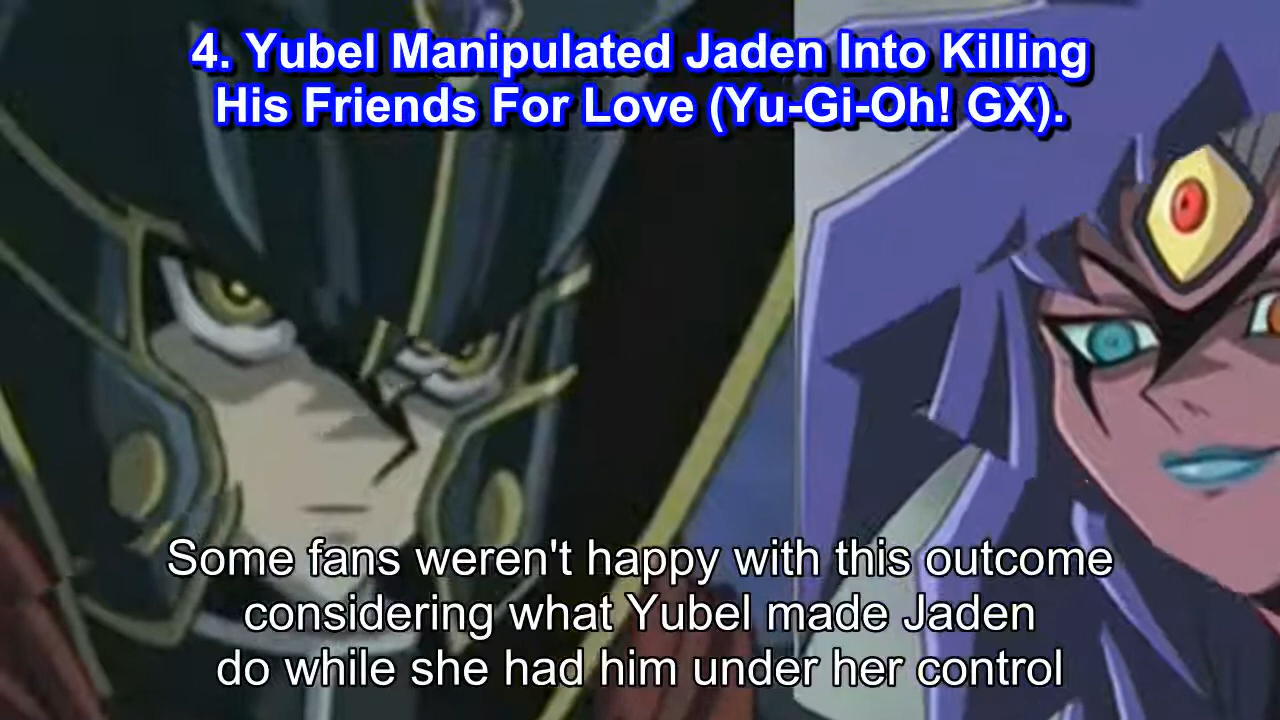 4. Yubel Manipulated Jaden Into Killing
His Friends For Love (Yu-Gi-Oh! GX).
Some fans weren't happy with this outcome
considering what Yubel made Jaden
do while she had him under her control